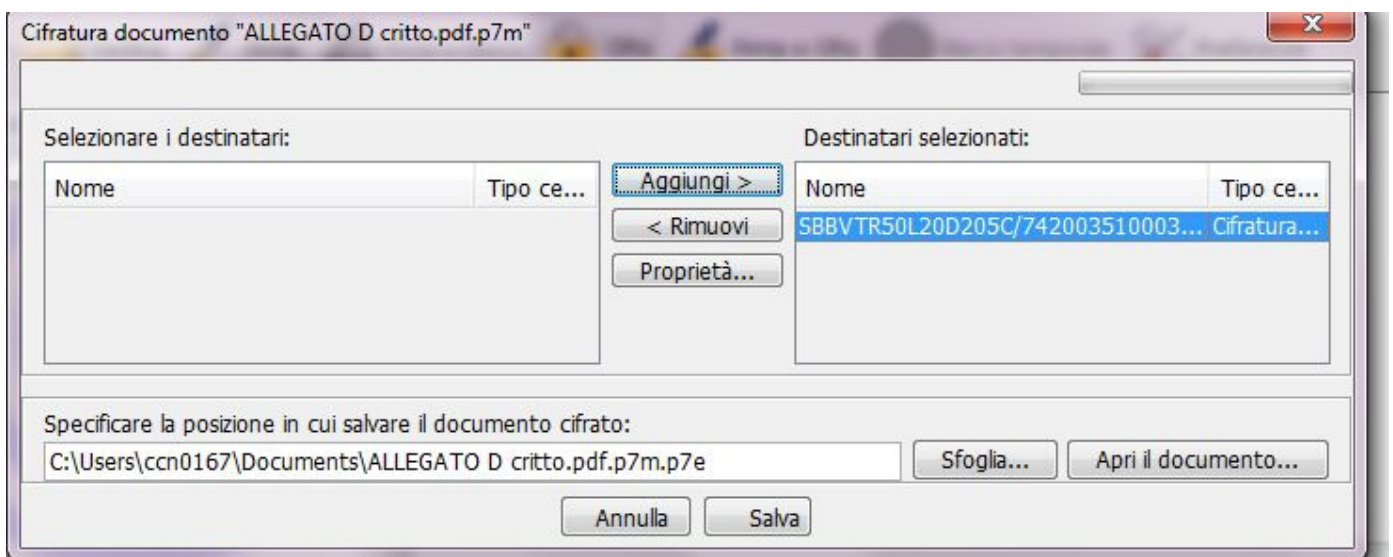 Cifratura documento "ALLEGATO D critto.pdf.p7m"
Selezionare i destinatari:
Destinatari selezionati:
Nome Tipo ce...
Aggiungi >
Nome Tipo ce...
< Rimuovi
SBBVTR50L20D205C/742003510003... Cifratura...
Proprietà...
Specificare la posizione in cui salvare il documento cifrato:
C:\Users\ccn0167\Documents\ALLEGATO D critto.pdf.p7m.p7e
Sfoglia...
Apri il documento...
Annulla
Salva